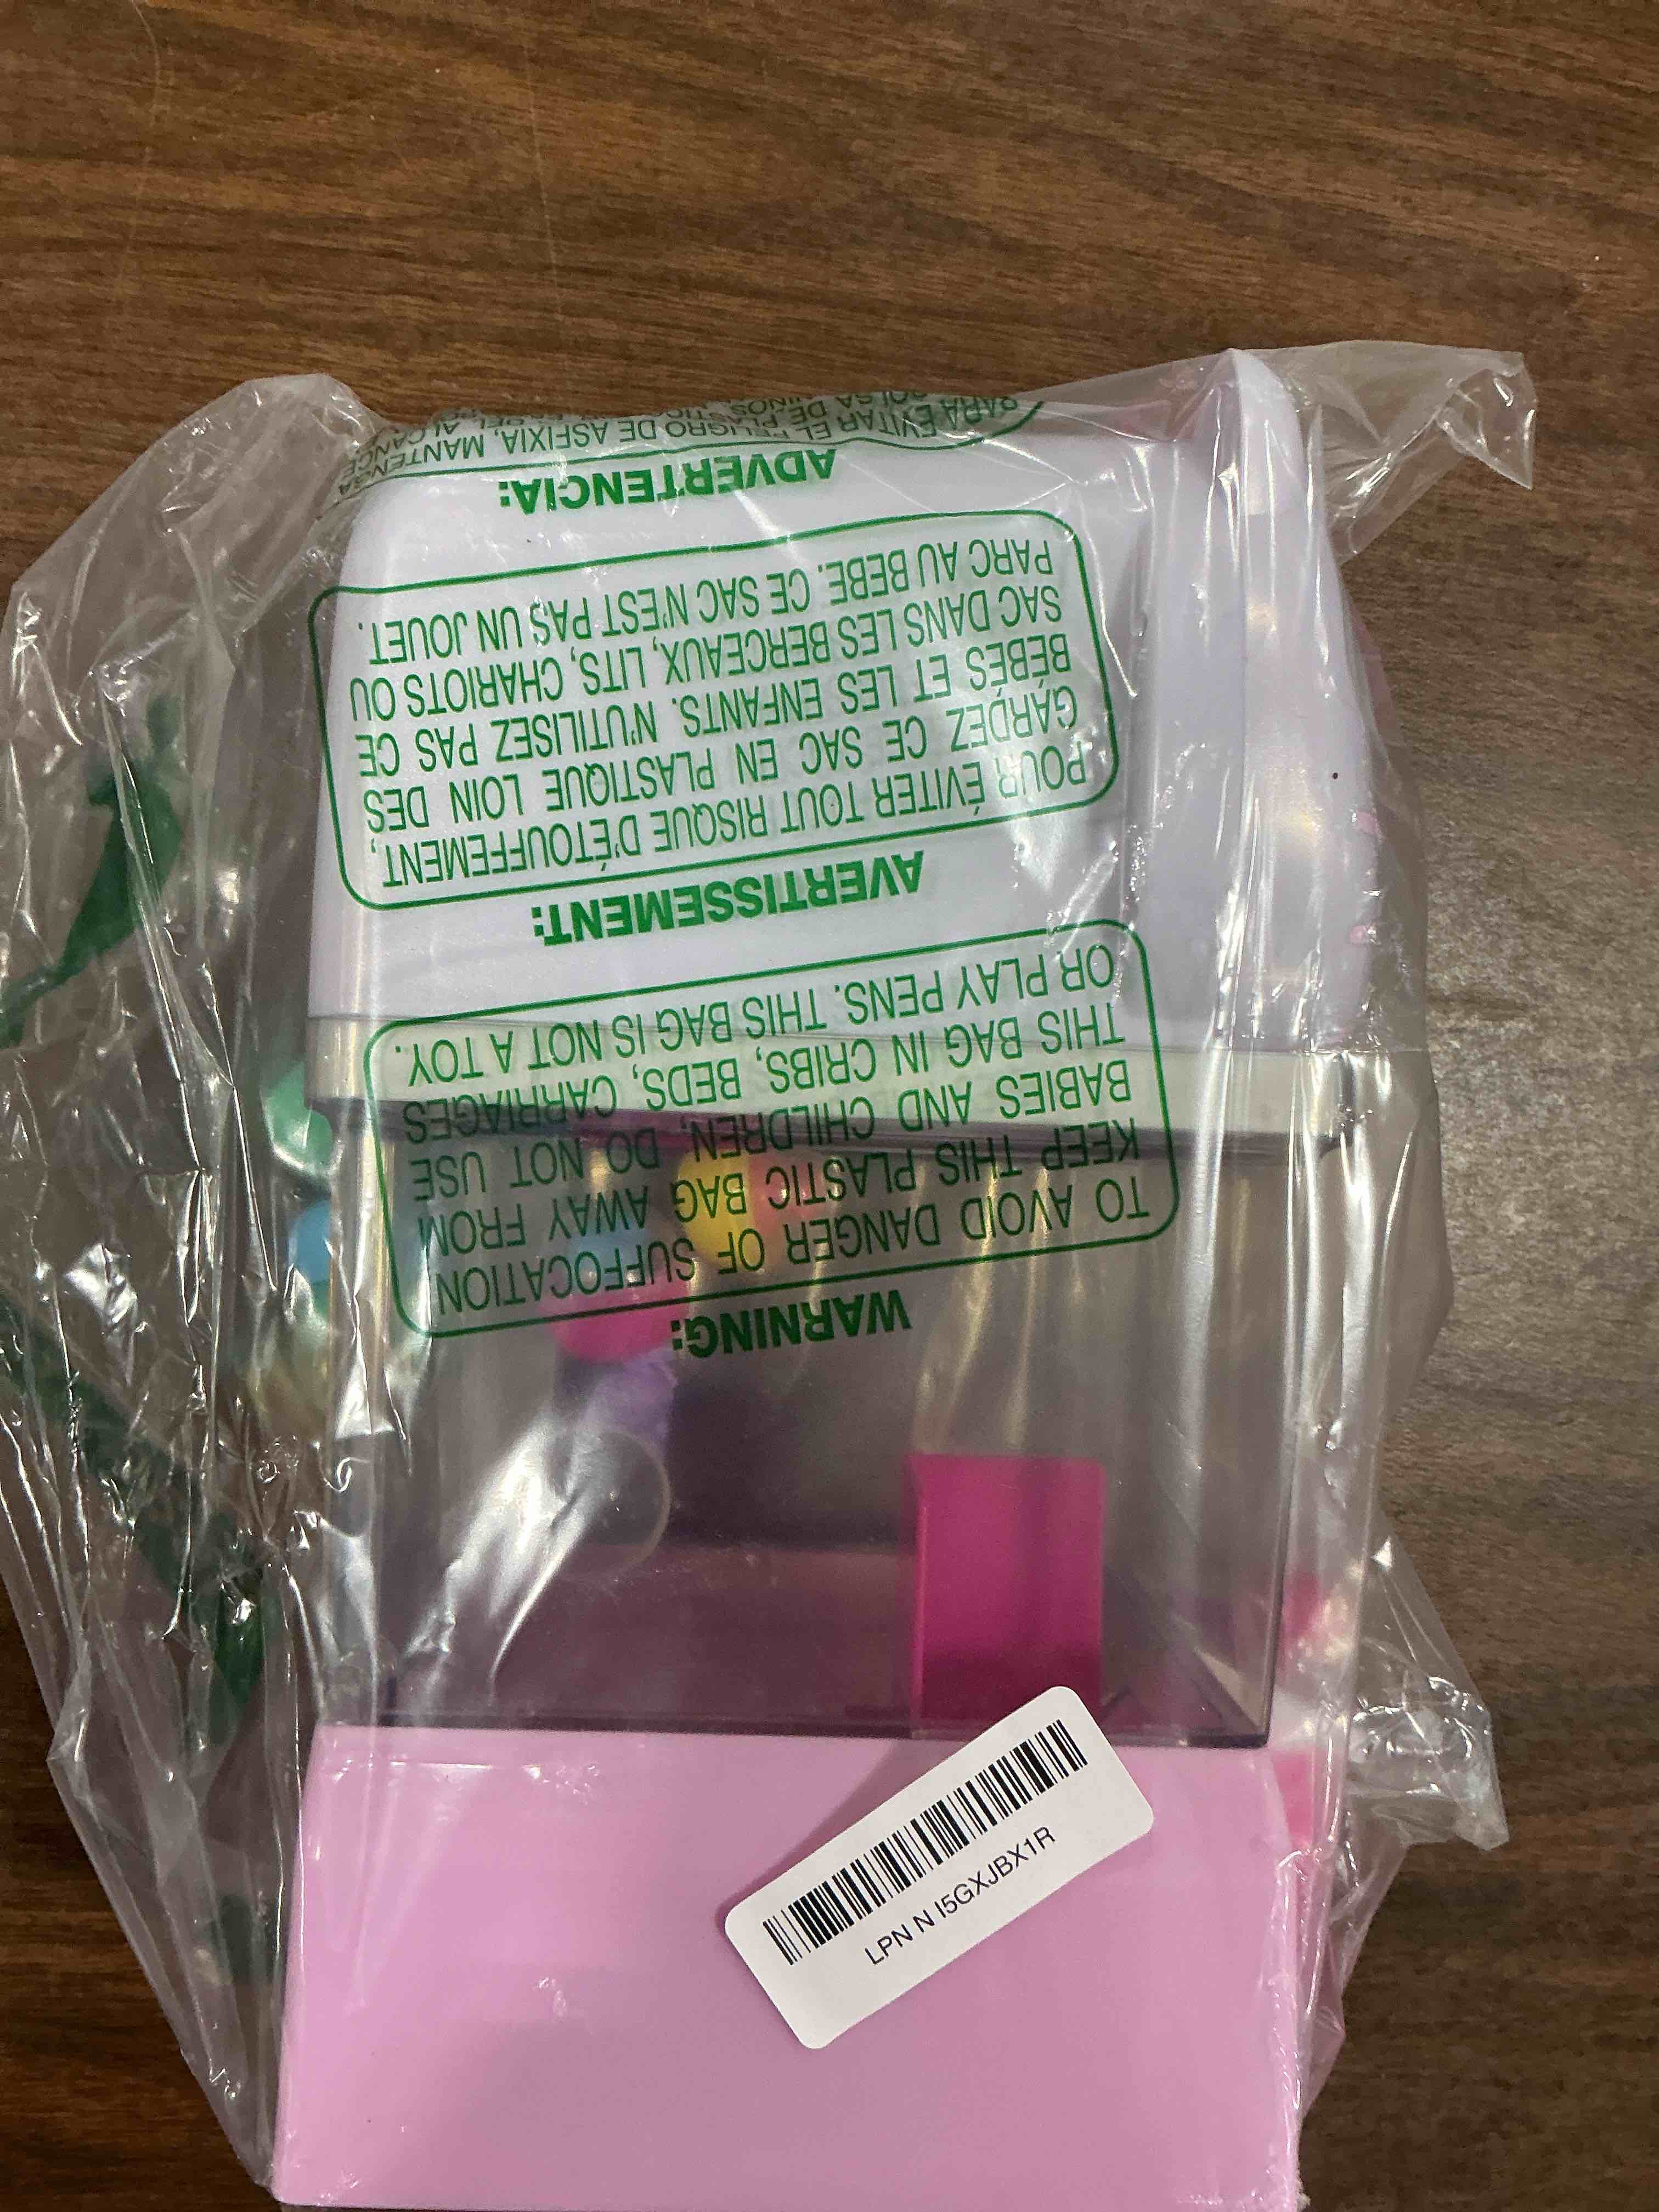 WARNING:
TO AVOID DANGER OF SUFFOCATION
KEEP THIS PLASTIC BAG AWAY FROM
BABIES AND CHILDREN, DO NOT USE
THIS BAG IN CRIBS, BEDS, CARRIAGES
OR PLAY PENS. THIS BAG IS NOT A TOY.
AVERTISSEMENT:
POUR ÉVITER TOUT RISQUE D'ÉTOUFFEMENT,
GARDEZ CE SAC EN PLASTIQUE LOIN DES
BÉBÉS ET LES ENFANTS. N'UTILISEZ PAS CE
SAC DANS LES BERCEAUX, LITS, CHARIOTS OU
PARC AU BEBE. CE SAC N'EST PAS UN JOUET.
ADVERTENCIA:
PARA EVITAR EL PELIGRO DE ASFIXIA, MANTENGA
LPN N I5GXJBX1R